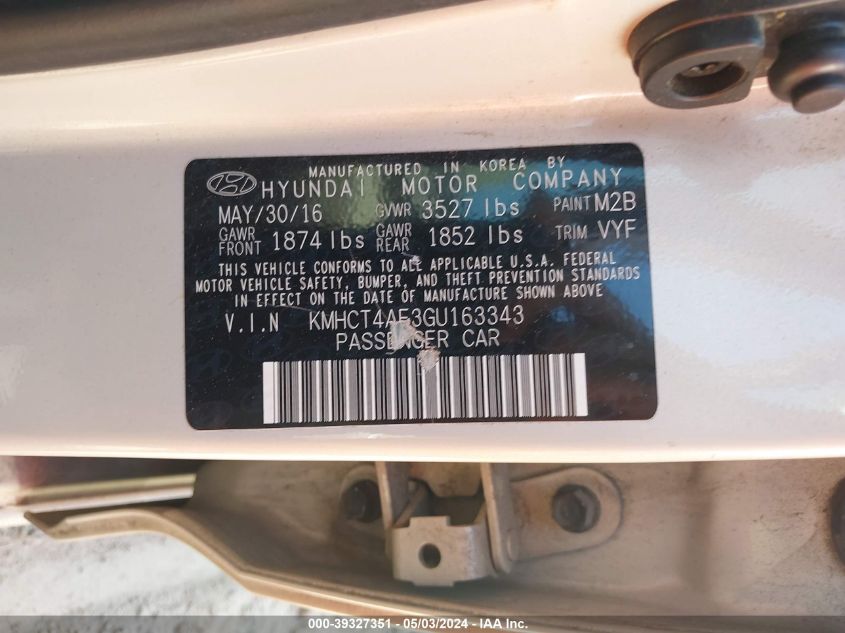 MANUFACTURED IN KOREA BY
HYUNDAI MOTOR COMPANY
MAY/30/16 GVWR 3527 lbs PAINT M2B
GAWR FRONT 1874 lbs GAWR REAR 1852 lbs TRIM VYF
THIS VEHICLE CONFORMS TO ALL APPLICABLE U.S.A. FEDERAL
MOTOR VEHICLE SAFETY, BUMPER, AND THEFT PREVENTION STANDARDS
IN EFFECT ON THE DATE OF MANUFACTURE SHOWN ABOVE
V.I.N KMHCT4AE3GU163343
PASSENGER CAR
000-39327351 - 05/03/2024 - IAA Inc.